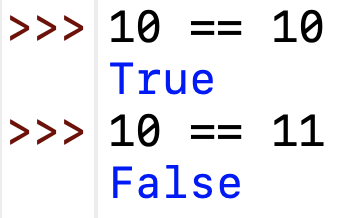 >>> 10 == 10
True
>>> 10 == 11
False